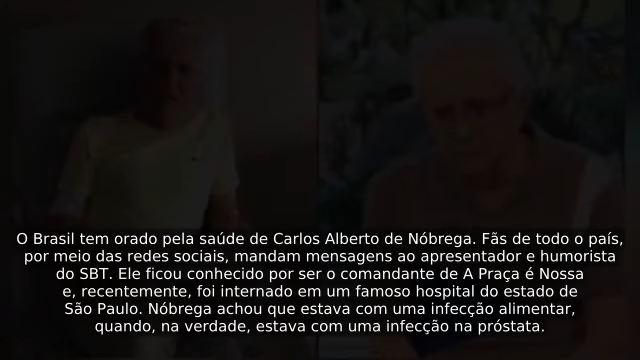 O Brasil tem orado pela saúde de Carlos Alberto de Nóbrega. Fãs de todo o país,
por meio das redes sociais, mandam mensagens ao apresentador e humorista
do SBT. Ele ficou conhecido por ser o comandante de A Praça é Nossa
e, recentemente, foi internado em um famoso hospital do estado de
São Paulo. Nóbrega achou que estava com uma infecção alimentar,
quando, na verdade, estava com uma infecção na próstata.